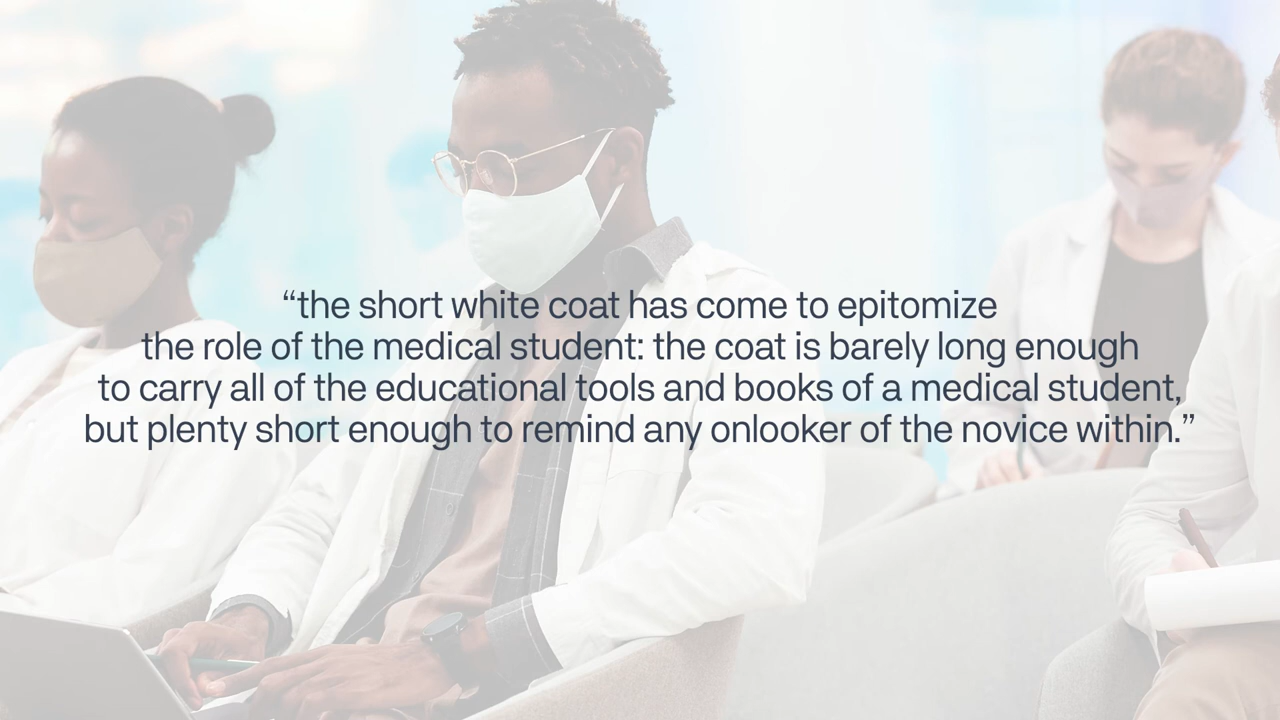 “the short white coat has come to epitomize
the role of the medical student: the coat is barely long enough
to carry all of the educational tools and books of a medical student,
but plenty short enough to remind any onlooker of the novice within.”